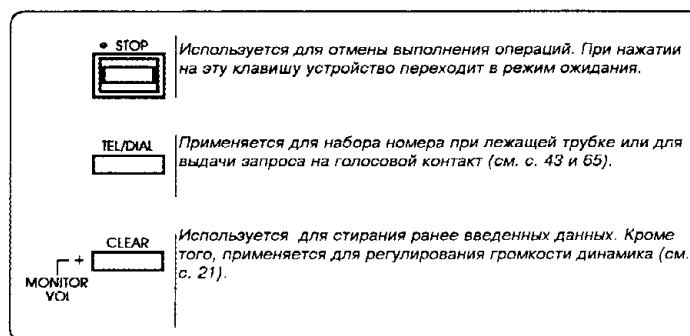 • STOP
Используется для отмены выполнения операций. При нажатии
на эту клавишу устройство переходит в режим ожидания.
TEL/DIAL
Применяется для набора номера при лежащей трубке или для
выдачи запроса на голосовой контакт (см. с. 43 и 65).
CLEAR
+
MONITOR
VOL
Используется для стирания ранее введенных данных. Кроме
того, применяется для регулирования громкости динамика (см.
с. 21).